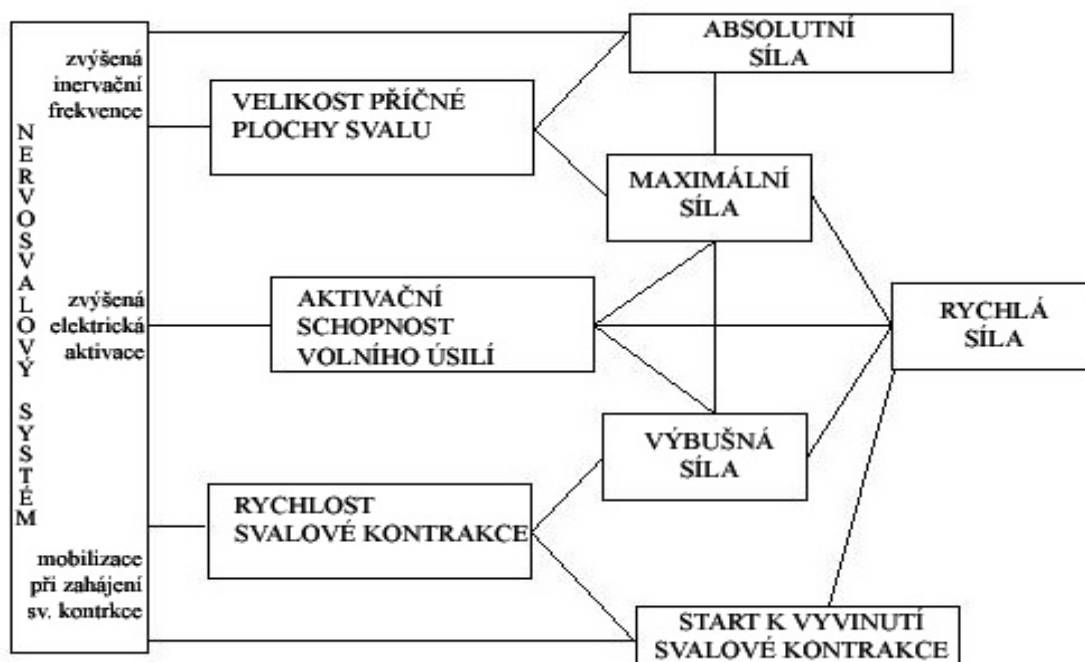 NERVOSVALOVÝ SYSTÉM
zvýšená
inervační
frekvence
zvýšená
elektrická
aktivace
mobilizace
při zahájení
sv. kontrkce
VELIKOST PŘÍČNÉ
PLOCHY SVALU
AKTIVAČNÍ
SCHOPNOST
VOLNÍHO ÚSILÍ
RYCHLOST
SVALOVÉ KONTRAKCE
ABSOLUTNÍ
SÍLA
MAXIMÁLNÍ
SÍLA
VÝBUŠNÁ
SÍLA
START K VYVINUTÍ
SVALOVÉ KONTRAKCE
RYCHLÁ
SÍLA